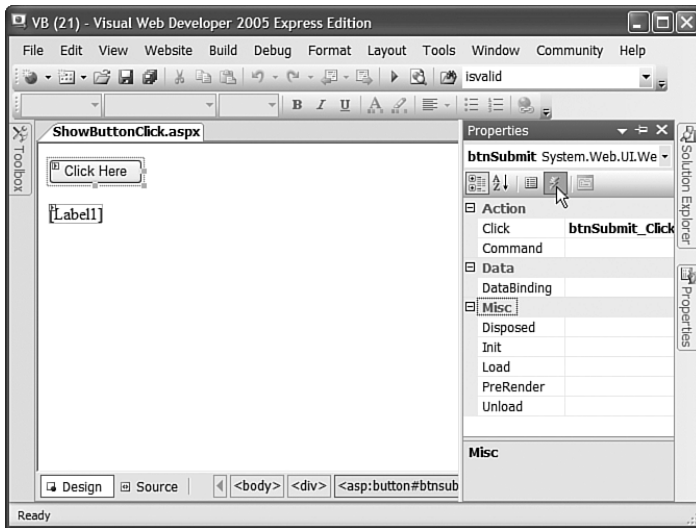 VB (21) - Visual Web Developer 2005 Express Edition
File Edit View Website Build Debug Format Layout Tools Window Community Help
isvalid
B I U A
Toolbox
ShowButtonClick.aspx
Click Here
[Label1]
Properties
btnSubmit System.Web.UI.We
Action
Click btnSubmit_Click
Command
Data
DataBinding
Misc
Disposed
Init
Load
PreRender
Unload
Misc
Solution Explorer
Properties
Design Source <body> <div> <asp:button#btnsub
Ready